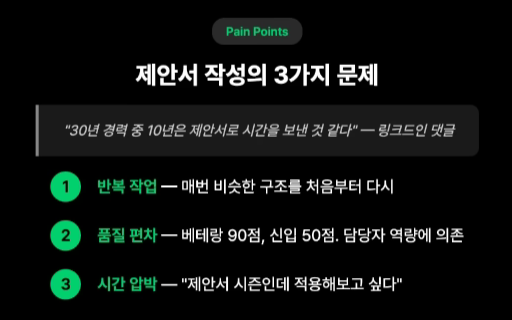 Pain Points
제안서 작성의 3가지 문제
"30년 경력 중 10년은 제안서로 시간을 보낸 것 같다" — 링크드인 댓글
1 반복 작업 — 매번 비슷한 구조를 처음부터 다시
2 품질 편차 — 베테랑 90점, 신입 50점. 담당자 역량에 의존
3 시간 압박 — "제안서 시즌인데 적용해보고 싶다"